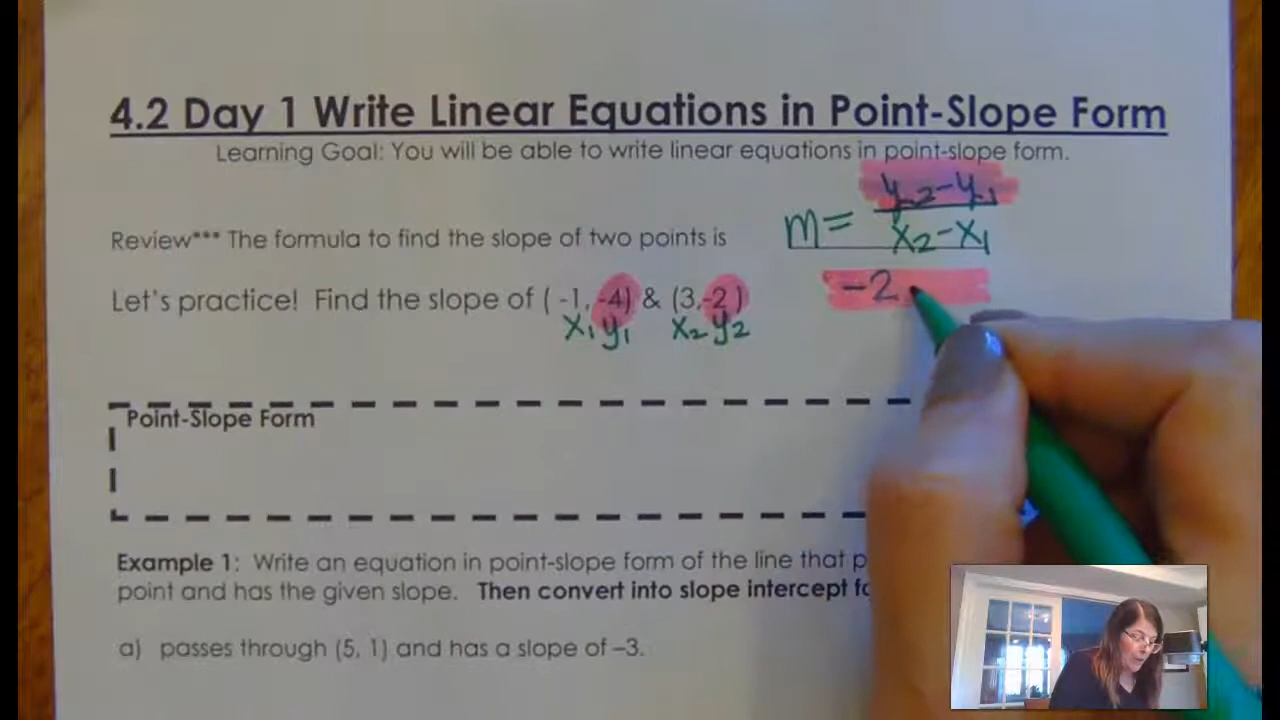 4.2 Day 1 Write Linear Equations in Point-Slope Form
Learning Goal: You will be able to write linear equations in point-slope form.
Review*** The formula to find the slope of two points is m = y₂-y₁ / x₂-x₁
Let's practice! Find the slope of ( -1, -4) & (3,-2 ) -2
x₁ y₁ x₂ y₂
Point-Slope Form
Example 1: Write an equation in point-slope form of the line that
point and has the given slope. Then convert into slope intercept
a) passes through (5, 1) and has a slope of –3.